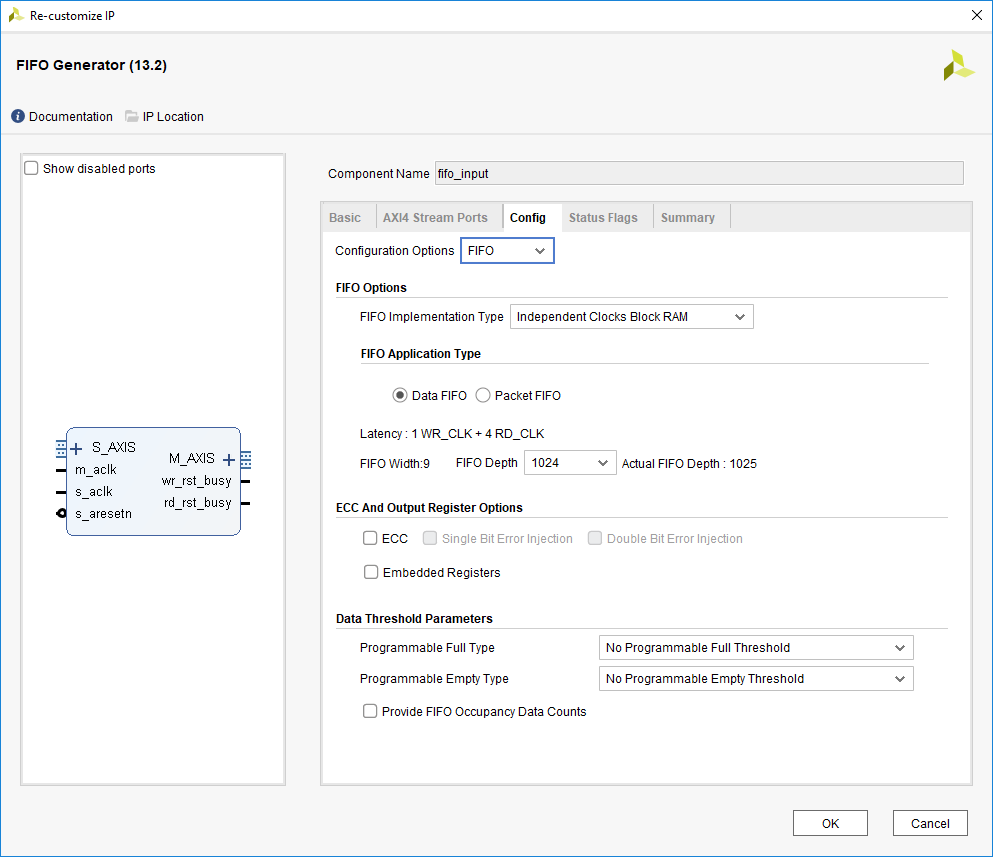 Re-customize IP
FIFO Generator (13.2)
i Documentation IP Location
Show disabled ports
S_AXIS
M_AXIS
m_aclk
wr_rst_busy
s_aclk
rd_rst_busy
s_aresetn
Component Name fifo_input
Basic AXI4 Stream Ports Config Status Flags Summary
Configuration Options FIFO
FIFO Options
FIFO Implementation Type Independent Clocks Block RAM
FIFO Application Type
Data FIFO Packet FIFO
Latency : 1 WR_CLK + 4 RD_CLK
FIFO Width:9 FIFO Depth 1024 Actual FIFO Depth : 1025
ECC And Output Register Options
ECC Single Bit Error Injection Double Bit Error Injection
Embedded Registers
Data Threshold Parameters
Programmable Full Type No Programmable Full Threshold
Programmable Empty Type No Programmable Empty Threshold
Provide FIFO Occupancy Data Counts
OK Cancel